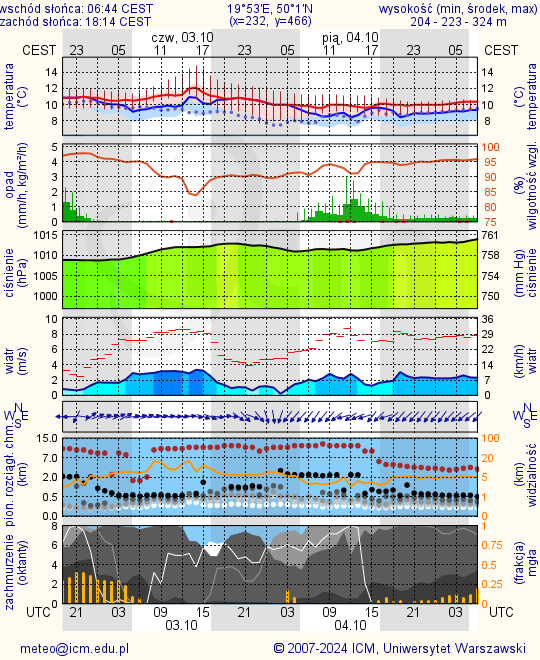 wschód słońca: 06:44 CEST 19°53'E, 50°1'N wysokość (min, środek, max)
zachód słońca: 18:14 CEST (x=232, y=466) 204 - 223 - 324 m
czw, 03.10 pią, 04.10
CEST 23 05 11 17 23 05 11 17 23 05 CEST
temperatura (°C)
14 12 10 8
14 12 10 8
temperatura (°C)
opad (mm/h, kg/m²/h)
5 4 3 2 1 0
100 95 90 85 80 75
wilgotność wzgl. (%)
ciśnienie (hPa)
1015 1010 1005 1000
761 758 754 750
ciśnienie (mm Hg)
wiatr (m/s)
10 8 6 4 2 0
36 29 22 14 7 0
wiatr (km/h)
N W E S
N W E S
pion. rozciągł. chm. (km)
15.0 7.0 2.0 0.5 0.0
100 20 5 1 0
widzialność (km)
zachmurzenie (oktanty)
8 6 4 2 0
1 0.75 0.5 0.25 0
mgła (frakcja)
UTC 21 03 09 15 21 03 09 15 21 03 UTC
03.10 04.10
meteo@icm.edu.pl © 2007-2024 ICM, Uniwersytet Warszawski